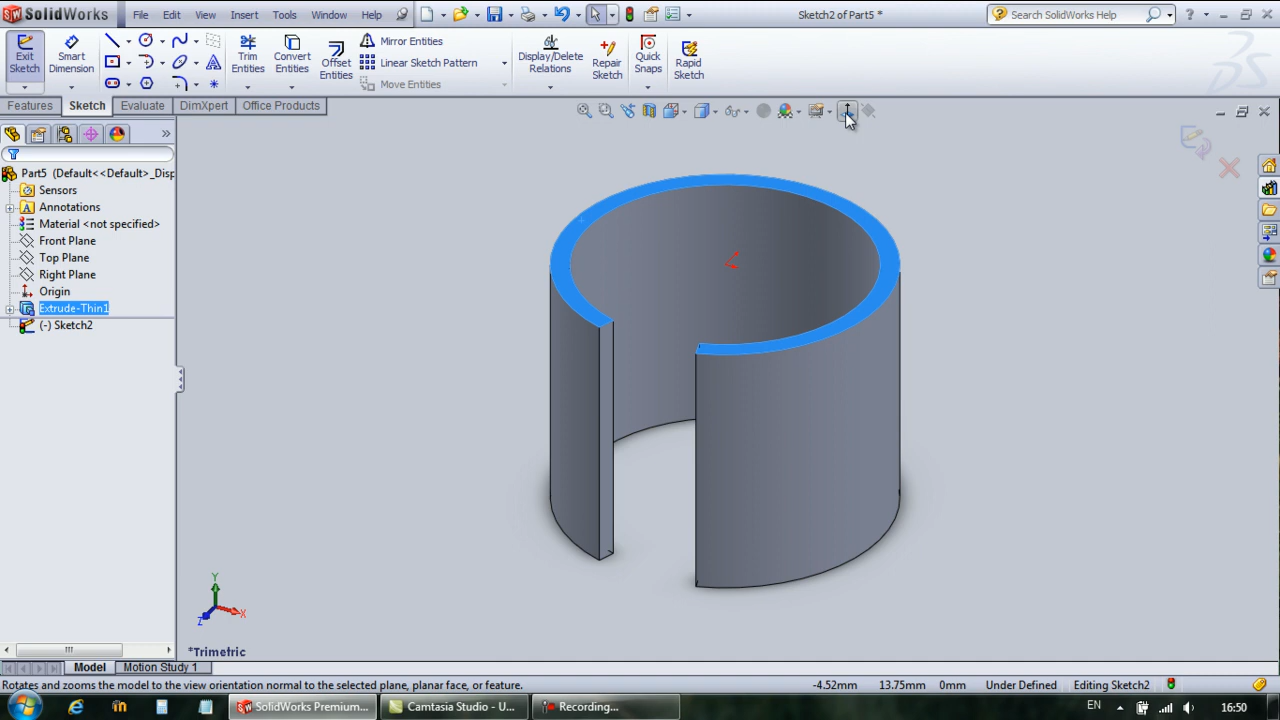 SolidWorks File Edit View Insert Tools Window Help Sketch2 of Part5 * Search SolidWorks Help
Exit Sketch
Smart Dimension
Trim Entities
Convert Entities
Offset Entities
Mirror Entities
Linear Sketch Pattern
Move Entities
Display/Delete Relations
Repair Sketch
Quick Snaps
Rapid Sketch
Features Sketch Evaluate DimXpert Office Products
Part5 (Default<<Default>_Disp
Sensors
Annotations
Material <not specified>
Front Plane
Top Plane
Right Plane
Origin
Extrude-Thin1
(-) Sketch2
Y
X
Z
*Trimetric
Model Motion Study 1
Rotates and zooms the model to the view orientation normal to the selected plane, planar face, or feature. -4.52mm 13.75mm 0mm Under Defined Editing Sketch2
SolidWorks Premium... Camtasia Studio - U... Recording... EN 16:50